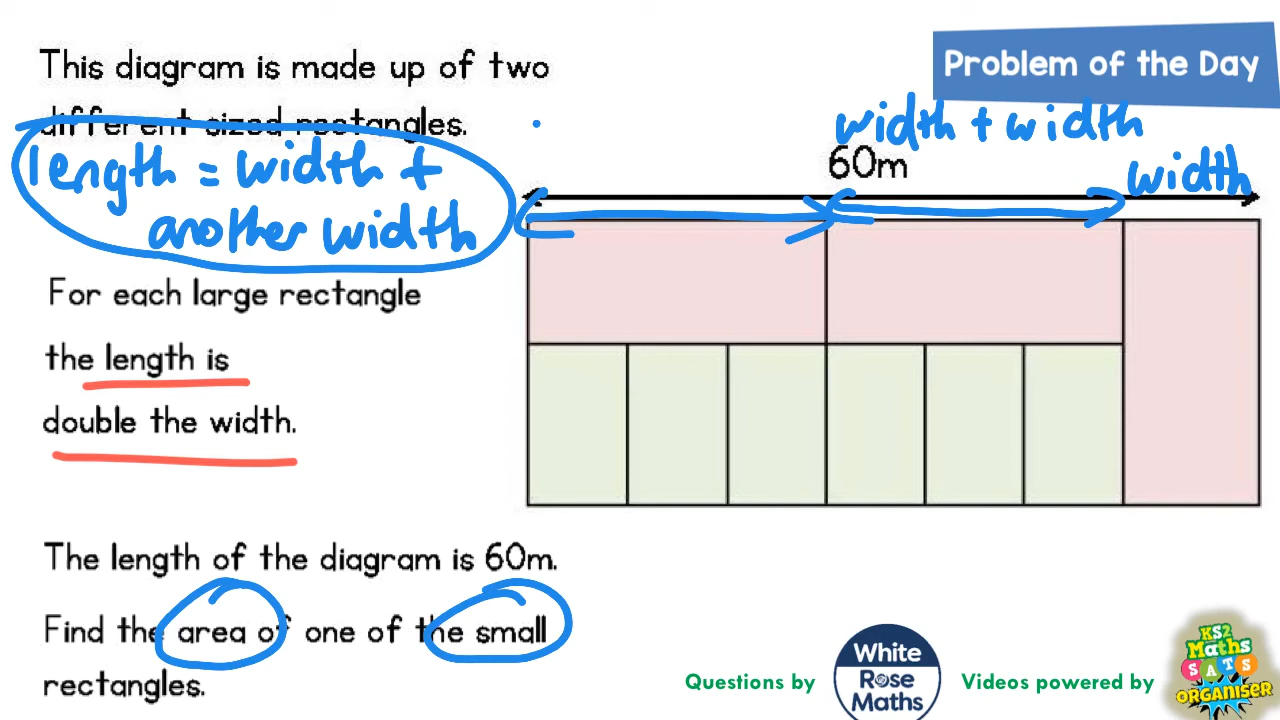 This diagram is made up of two
different sized rectangles.
Problem of the Day
width + width
60m
width
length = width +
another width
For each large rectangle
the length is
double the width.
The length of the diagram is 60m.
Find the area of one of the small
rectangles.
Questions by
White
Rose
Maths
Videos powered by
KS2
Maths
SATS
ORGANISER